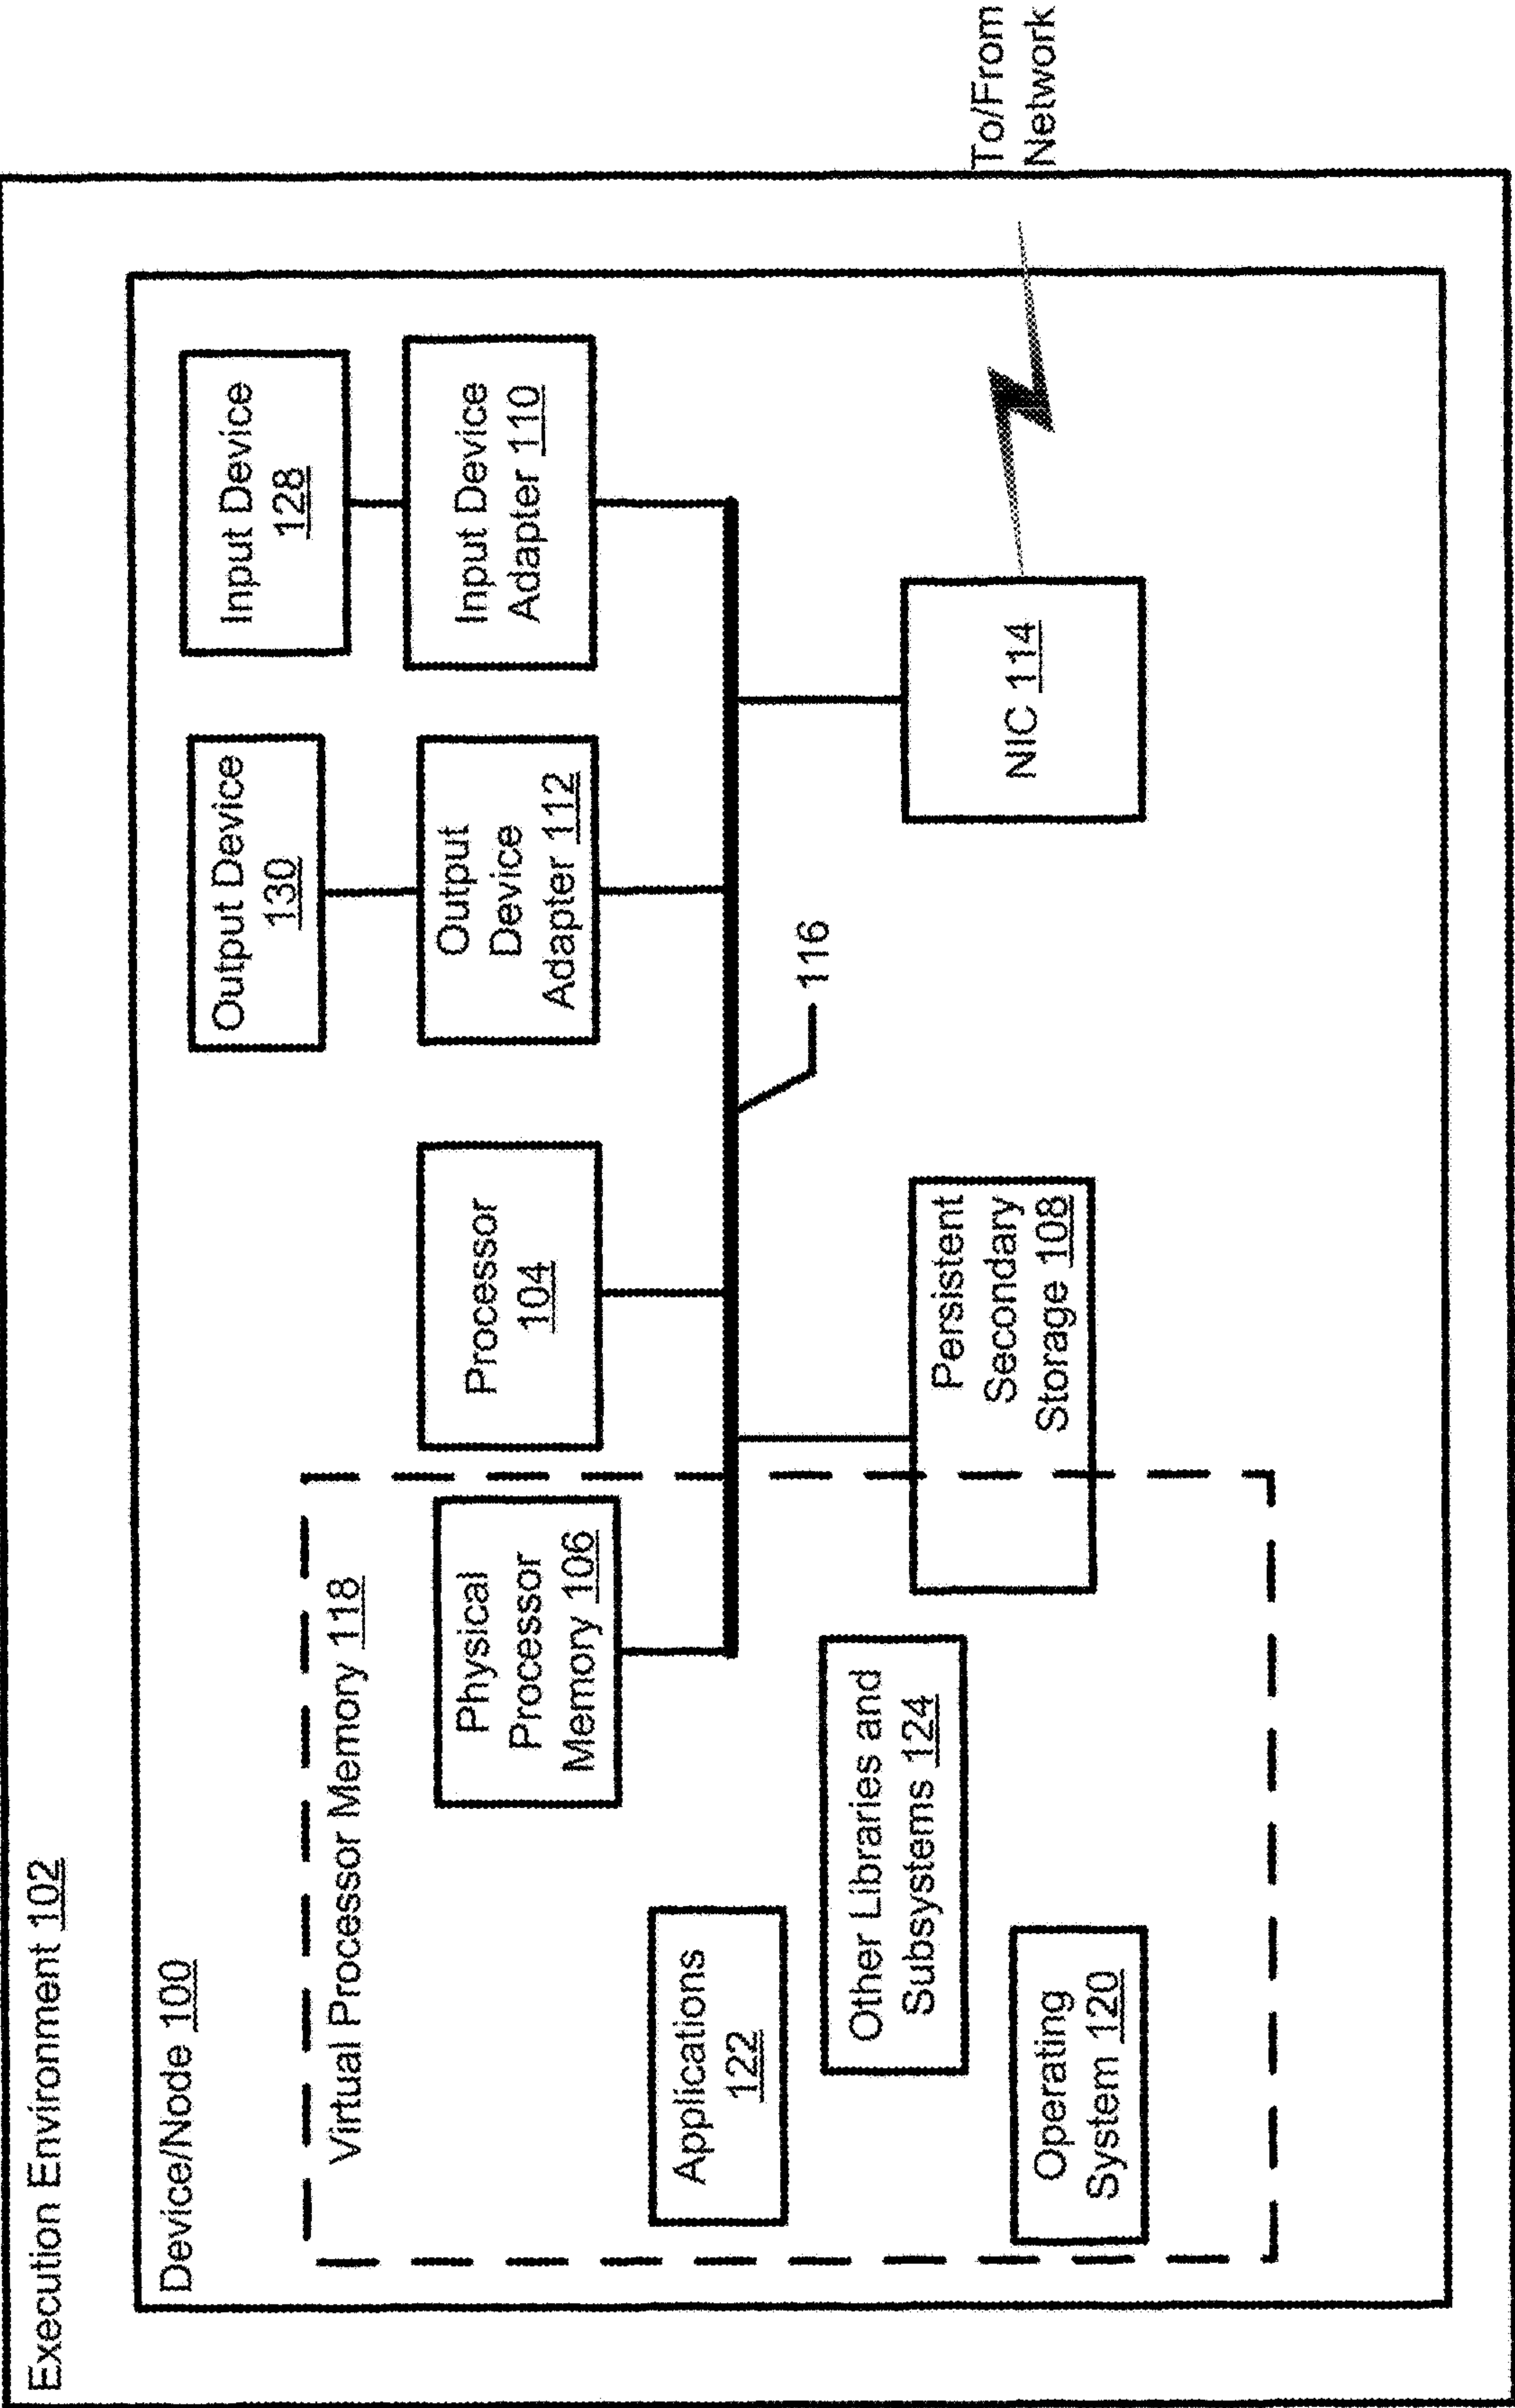 Execution Environment 102
Device/Node 100
Virtual Processor Memory 118
Output Device
130
Input Device
128
Physical
Processor
Memory 106
Processor
104
Output
Device
Adapter 112
Input Device
Adapter 110
Applications
122
116
Other Libraries and
Subsystems 124
Operating
System 120
Persistent
Secondary
Storage 108
NIC 114
To/From
Network